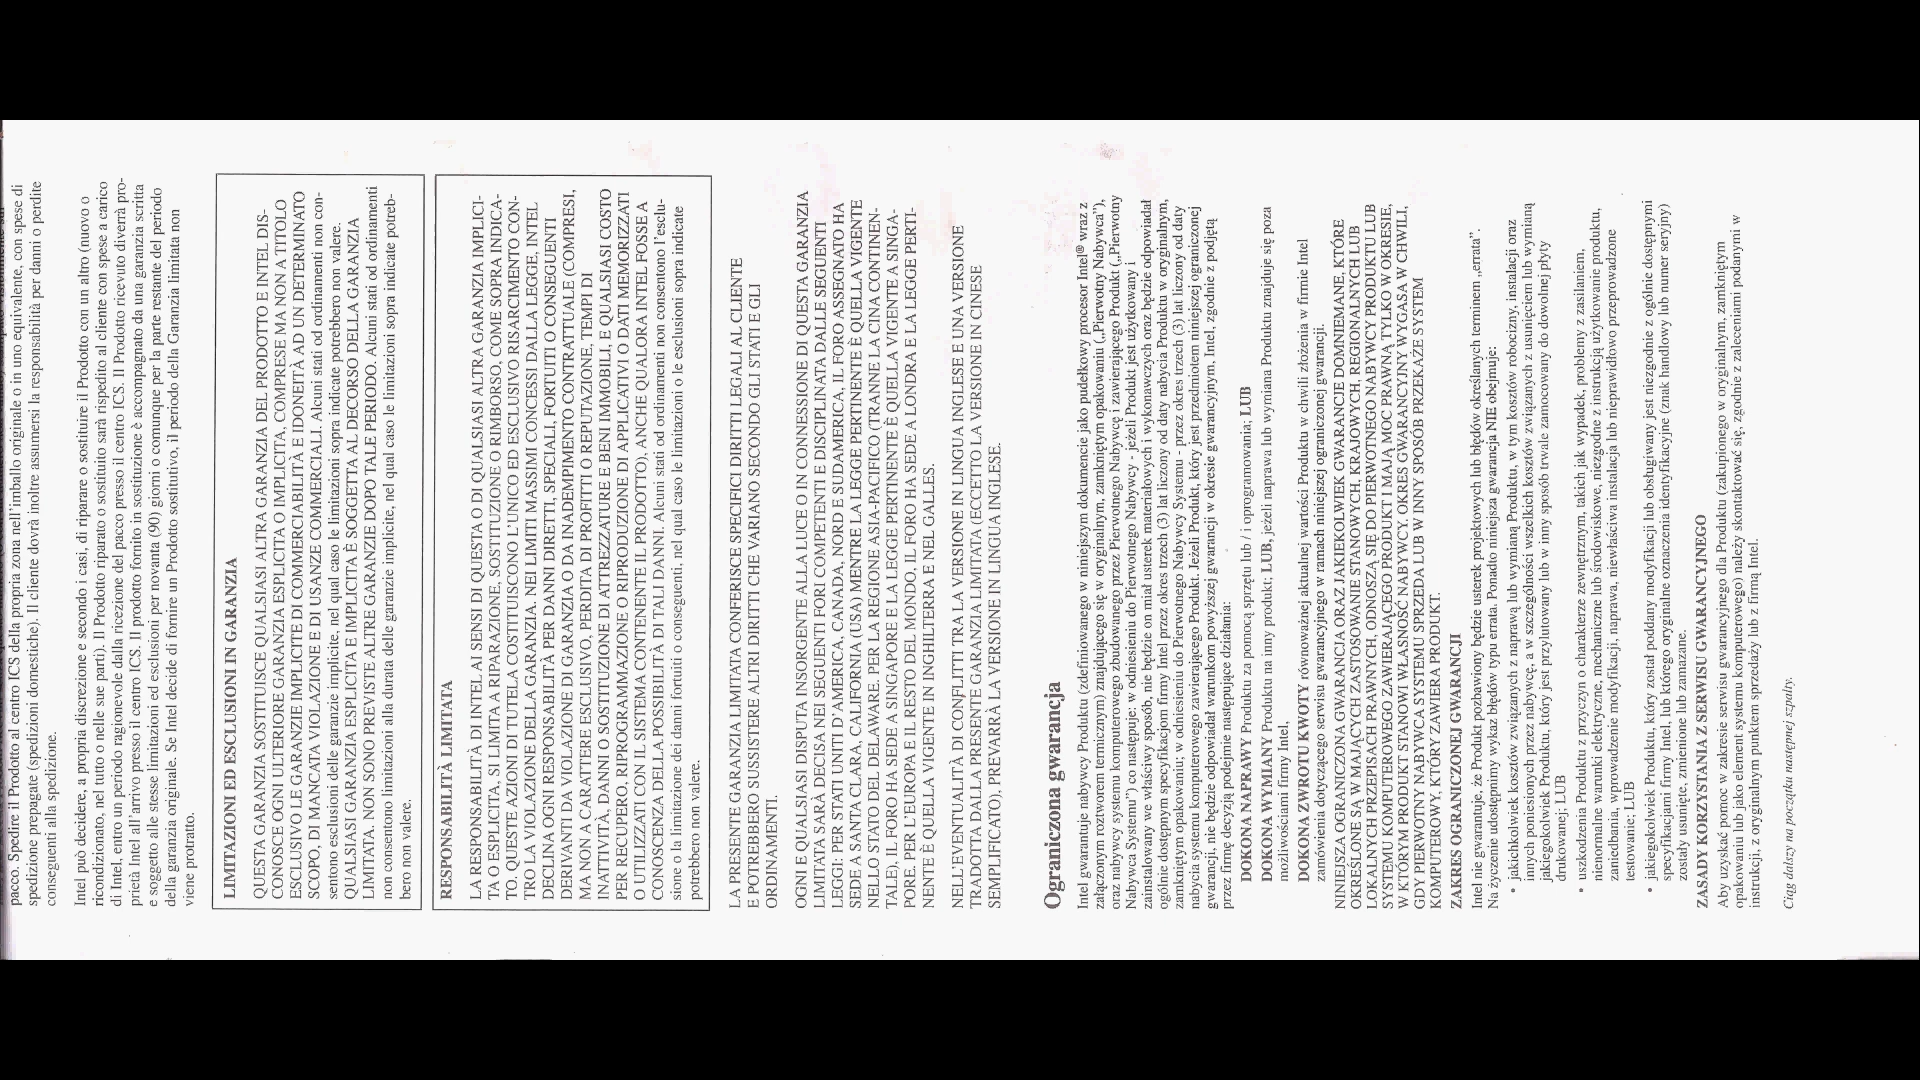 pacco. Spedire il Prodotto al centro ICS della propria zona nell'imballo originale o in uno equivalente, con spese di
spedizione prepagate (spedizioni domestiche). Il cliente dovrà inoltre assumersi la responsabilità per danni o perdite
conseguenti alla spedizione.
Intel può decidere, a propria discrezione e secondo i casi, di riparare o sostituire il Prodotto con un altro (nuovo o
ricondizionato, nel tutto o nelle sue parti). Il Prodotto riparato o sostituito sarà rispedito al cliente con spese a carico
di Intel, entro un periodo ragionevole dalla ricezione del pacco presso il centro ICS. Il Prodotto ricevuto diverrà pro-
prietà Intel all'arrivo presso il centro ICS. Il prodotto fornito in sostituzione è accompagnato da una garanzia scritta
e soggetto alle stesse limitazioni ed esclusioni per novanta (90) giorni o comunque per la parte restante del periodo
della garanzia originale. Se Intel decide di fornire un Prodotto sostitutivo, il periodo della Garanzia limitata non
viene protratto.
LIMITAZIONI ED ESCLUSIONI IN GARANZIA
QUESTA GARANZIA SOSTITUISCE QUALSIASI ALTRA GARANZIA DEL PRODOTTO E INTEL DIS-
CONOSCE OGNI ULTERIORE GARANZIA ESPLICITA O IMPLICITA, COMPRESE MA NON A TITOLO
ESCLUSIVO LE GARANZIE IMPLICITE DI COMMERCIABILITÀ E IDONEITÀ AD UN DETERMINATO
SCOPO, DI MANCATA VIOLAZIONE E DI USANZE COMMERCIALI. Alcuni stati od ordinamenti non con-
sentono esclusioni delle garanzie implicite, nel qual caso le limitazioni sopra indicate potrebbero non valere.
QUALSIASI GARANZIA ESPLICITA E IMPLICITA È SOGGETTA AL DECORSO DELLA GARANZIA
LIMITATA. NON SONO PREVISTE ALTRE GARANZIE DOPO TALE PERIODO. Alcuni stati od ordinamenti
non consentono limitazioni alla durata delle garanzie implicite, nel qual caso le limitazioni sopra indicate potreb-
bero non valere.
RESPONSABILITÀ LIMITATA
LA RESPONSABILITÀ DI INTEL AI SENSI DI QUESTA O DI QUALSIASI ALTRA GARANZIA IMPLICI-
TA O ESPLICITA, SI LIMITA A RIPARAZIONE, SOSTITUZIONE O RIMBORSO, COME SOPRA INDICA-
TO. QUESTE AZIONI DI TUTELA COSTITUISCONO L'UNICO ED ESCLUSIVO RISARCIMENTO CON-
TRO LA VIOLAZIONE DELLA GARANZIA. NEI LIMITI MASSIMI CONCESSI DALLA LEGGE, INTEL
DECLINA OGNI RESPONSABILITÀ PER DANNI DIRETTI, SPECIALI, FORTUITI O CONSEGUENTI
DERIVANTI DA VIOLAZIONE DI GARANZIA O DA INADEMPIMENTO CONTRATTUALE (COMPRESI,
MA NON A CARATTERE ESCLUSIVO, PERDITA DI PROFITTI O REPUTAZIONE, TEMPI DI
INATTIVITÀ, DANNI O SOSTITUZIONE DI ATTREZZATURE E BENI IMMOBILI, E QUALSIASI COSTO
PER RECUPERO, RIPROGRAMMAZIONE O RIPRODUZIONE DI APPLICATIVI O DATI MEMORIZZATI
O UTILIZZATI CON IL SISTEMA CONTENENTE IL PRODOTTO), ANCHE QUALORA INTEL FOSSE A
CONOSCENZA DELLA POSSIBILITÀ DI TALI DANNI. Alcuni stati od ordinamenti non consentono l'esclu-
sione o la limitazione dei danni fortuiti o conseguenti, nel qual caso le limitazioni o le esclusioni sopra indicate
potrebbero non valere.
LA PRESENTE GARANZIA LIMITATA CONFERISCE SPECIFICI DIRITTI LEGALI AL CLIENTE
E POTREBBERO SUSSISTERE ALTRI DIRITTI CHE VARIANO SECONDO GLI STATI E GLI
ORDINAMENTI.
OGNI E QUALSIASI DISPUTA INSORGENTE ALLA LUCE O IN CONNESSIONE DI QUESTA GARANZIA
LIMITATA SARÀ DECISA NEI SEGUENTI FORI COMPETENTI E DISCIPLINATA DALLE SEGUENTI
LEGGI: PER STATI UNITI D'AMERICA, CANADA, NORD E SUDAMERICA, IL FORO ASSEGNATO HA
SEDE A SANTA CLARA, CALIFORNIA (USA) MENTRE LA LEGGE PERTINENTE È QUELLA VIGENTE
NELLO STATO DEL DELAWARE. PER LA REGIONE ASIA-PACIFICO (TRANNE LA CINA CONTINEN-
TALE), IL FORO HA SEDE A SINGAPORE E LA LEGGE PERTINENTE È QUELLA VIGENTE A SINGA-
PORE. PER L'EUROPA E IL RESTO DEL MONDO, IL FORO HA SEDE A LONDRA E LA LEGGE PERTI-
NENTE È QUELLA VIGENTE IN INGHILTERRA E NEL GALLES.
NELL'EVENTUALITÀ DI CONFLITTI TRA LA VERSIONE IN LINGUA INGLESE E UNA VERSIONE
TRADOTTA DALLA PRESENTE GARANZIA LIMITATA (ECCETTO LA VERSIONE IN CINESE
SEMPLIFICATO), PREVARRÀ LA VERSIONE IN LINGUA INGLESE.
Ograniczona gwarancja
Intel gwarantuje nabywcy Produktu (zdefiniowanego w niniejszym dokumencie jako pudełkowy procesor Intel® wraz z
załączonym roztworem termicznym) znajdującego się w oryginalnym, zamkniętym opakowaniu („Pierwotny Nabywca"),
oraz nabywcy systemu komputerowego zbudowanego przez Pierwotnego Nabywcę i zawierającego Produkt („Pierwotny
Nabywca Systemu") co następuje: w odniesieniu do Pierwotnego Nabywcy - jeżeli Produkt jest użytkowany i
zainstalowany we właściwy sposób, nie będzie on miał usterek materiałowych i wykonawczych oraz będzie odpowiadał
ogólnie dostępnym specyfikacjom firmy Intel przez okres trzech (3) lat liczony od daty nabycia Produktu w oryginalnym,
zamkniętym opakowaniu; w odniesieniu do Pierwotnego Nabywcy Systemu - przez okres trzech (3) lat liczony od daty
nabycia systemu komputerowego zawierającego Produkt. Jeżeli Produkt, który jest przedmiotem niniejszej ograniczonej
gwarancji, nie będzie odpowiadał warunkom powyższej gwarancji w okresie gwarancyjnym, Intel, zgodnie z podjętą
przez firmę decyzją podejmie następujące działania:
DOKONA NAPRAWY Produktu za pomocą sprzętu lub / i oprogramowania; LUB
DOKONA WYMIANY Produktu na inny produkt; LUB, jeżeli naprawa lub wymiana Produktu znajduje się poza
możliwościami firmy Intel,
DOKONA ZWROTU KWOTY równoważnej aktualnej wartości Produktu w chwili złożenia w firmie Intel
zamówienia dotyczącego serwisu gwarancyjnego w ramach niniejszej ograniczonej gwarancji.
NINIEJSZA OGRANICZONA GWARANCJA ORAZ JAKIEKOLWIEK GWARANCJE DOMNIEMANE, KTÓRE
OKREŚLONE SĄ W MAJĄCYCH ZASTOSOWANIE STANOWYCH, KRAJOWYCH, REGIONALNYCH LUB
LOKALNYCH PRZEPISACH PRAWNYCH, ODNOSZĄ SIĘ DO PIERWOTNEGO NABYWCY PRODUKTU LUB
SYSTEMU KOMPUTEROWEGO ZAWIERAJĄCEGO PRODUKT I MAJĄ MOC PRAWNĄ TYLKO W OKRESIE,
W KTÓRYM PRODUKT STANOWI WŁASNOŚĆ NABYWCY. OKRES GWARANCYJNY WYGASA W CHWILI,
GDY PIERWOTNY NABYWCA SYSTEMU SPRZEDA LUB W INNY SPOSÓB PRZEKAŻE SYSTEM
KOMPUTEROWY, KTÓRY ZAWIERA PRODUKT.
ZAKRES OGRANICZONEJ GWARANCJI
Intel nie gwarantuje, że Produkt pozbawiony będzie usterek projektowych lub błędów określanych terminem „errata".
Na życzenie udostępnimy wykaz błędów typu errata. Ponadto niniejsza gwarancja NIE obejmuje:
• jakichkolwiek kosztów związanych z naprawą lub wymianą Produktu, w tym kosztów robocizny, instalacji oraz
innych poniesionych przez nabywcę, a w szczególności: wszelkich kosztów związanych z usunięciem lub wymianą
jakiegokolwiek Produktu, który jest przylutowany lub w inny sposób trwale zamocowany do dowolnej płyty
drukowanej; LUB
• uszkodzenia Produktu z przyczyn o charakterze zewnętrznym, takich jak wypadek, problemy z zasilaniem,
nienormalne warunki elektryczne, mechaniczne lub środowiskowe, niezgodne z instrukcją użytkowanie produktu,
zaniedbania, wprowadzenie modyfikacji, naprawa, niewłaściwa instalacja lub nieprawidłowo przeprowadzone
testowanie; LUB
• jakiegokolwiek Produktu, który został poddany modyfikacji lub obsługiwany jest niezgodnie z ogólnie dostępnymi
specyfikacjami firmy Intel, lub którego oryginalne oznaczenia identyfikacyjne (znak handlowy lub numer seryjny)
zostały usunięte, zmienione lub zamazane.
ZASADY KORZYSTANIA Z SERWISU GWARANCYJNEGO
Aby uzyskać pomoc w zakresie serwisu gwarancyjnego dla Produktu (zakupionego w oryginalnym, zamkniętym
opakowaniu lub jako element systemu komputerowego) należy skontaktować się, zgodnie z zaleceniami podanymi w
instrukcji, z oryginalnym punktem sprzedaży lub z firmą Intel.
Ciąg dalszy na początku następnej szpalty.